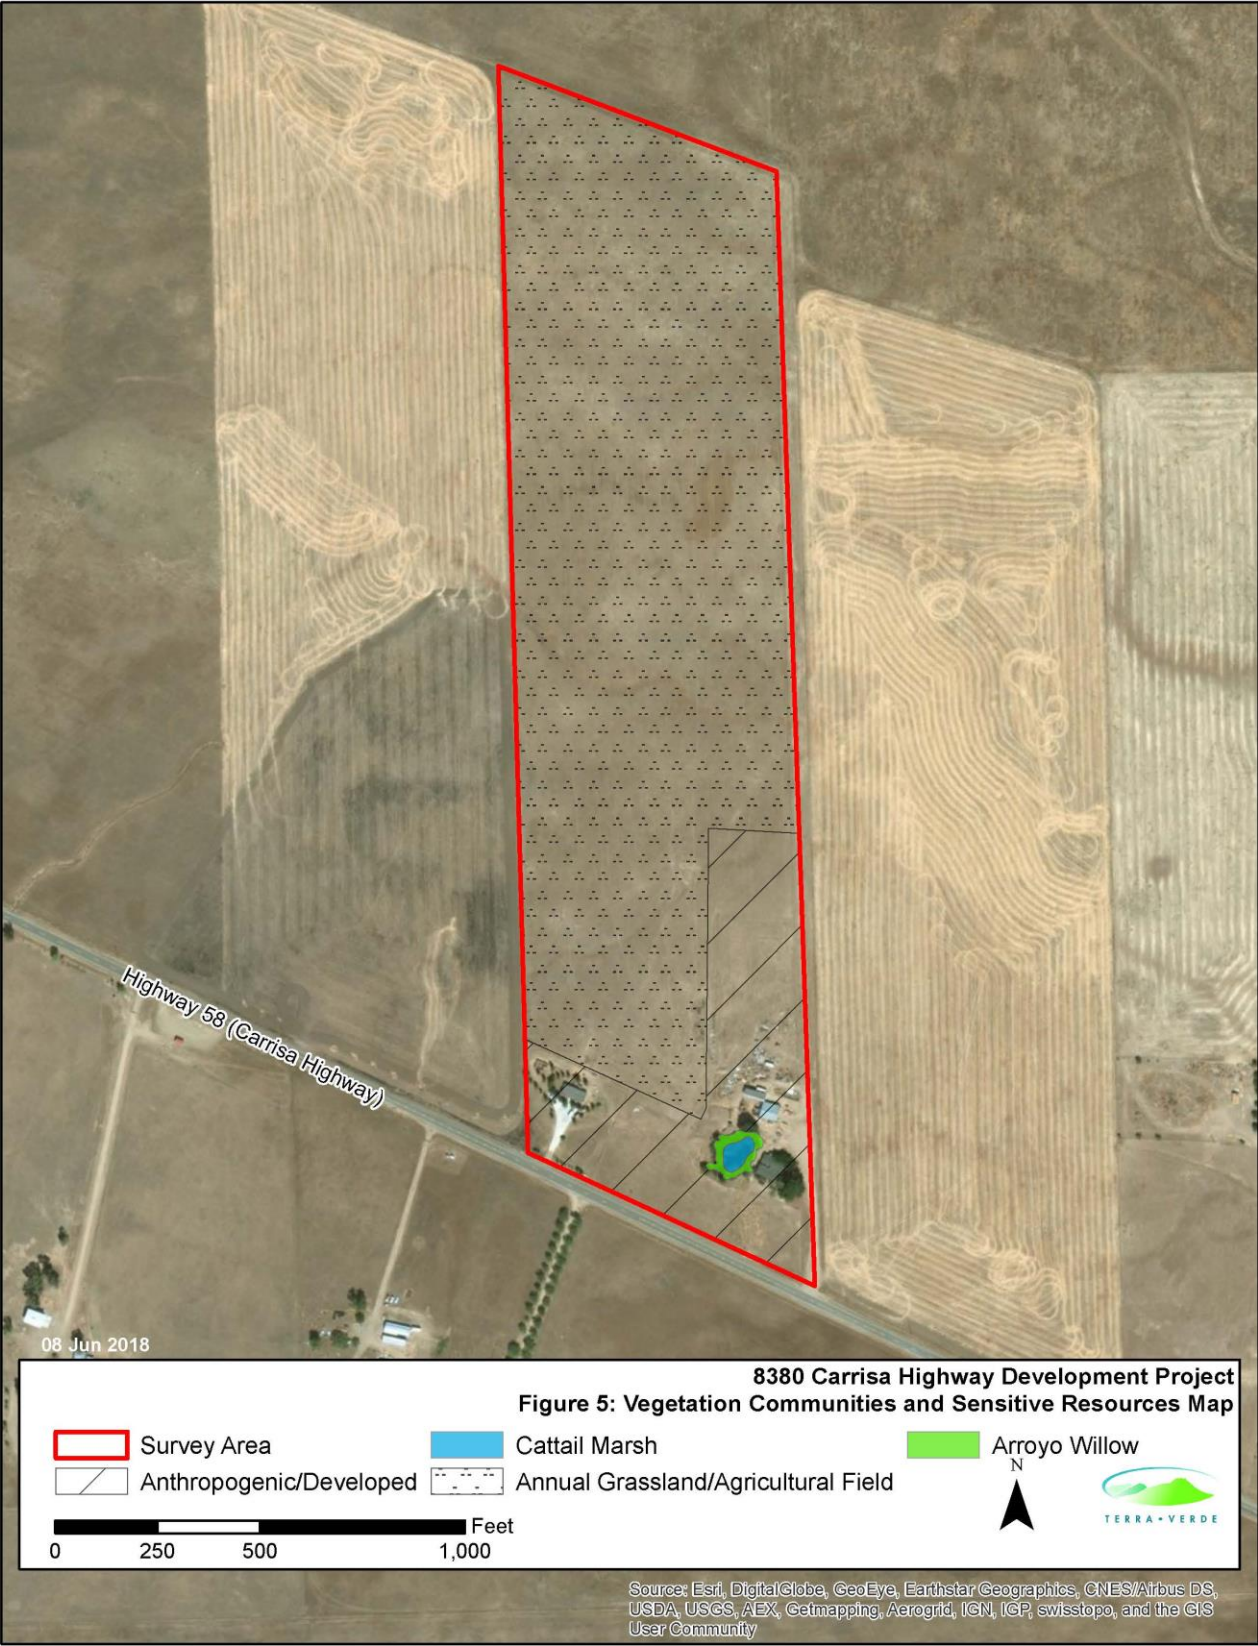 Highway 58 (Carrisa Highway)
08 Jun 2018
8380 Carrisa Highway Development Project
Figure 5: Vegetation Communities and Sensitive Resources Map
Survey Area
Cattail Marsh
Arroyo Willow
Anthropogenic/Developed
Annual Grassland/Agricultural Field
N
TERRA • VERDE
Feet
0 250 500 1,000
Source: Esri, DigitalGlobe, GeoEye, Earthstar Geographics, CNES/Airbus DS,
USDA, USGS, AEX, Getmapping, Aerogrid, IGN, IGP, swisstopo, and the GIS
User Community